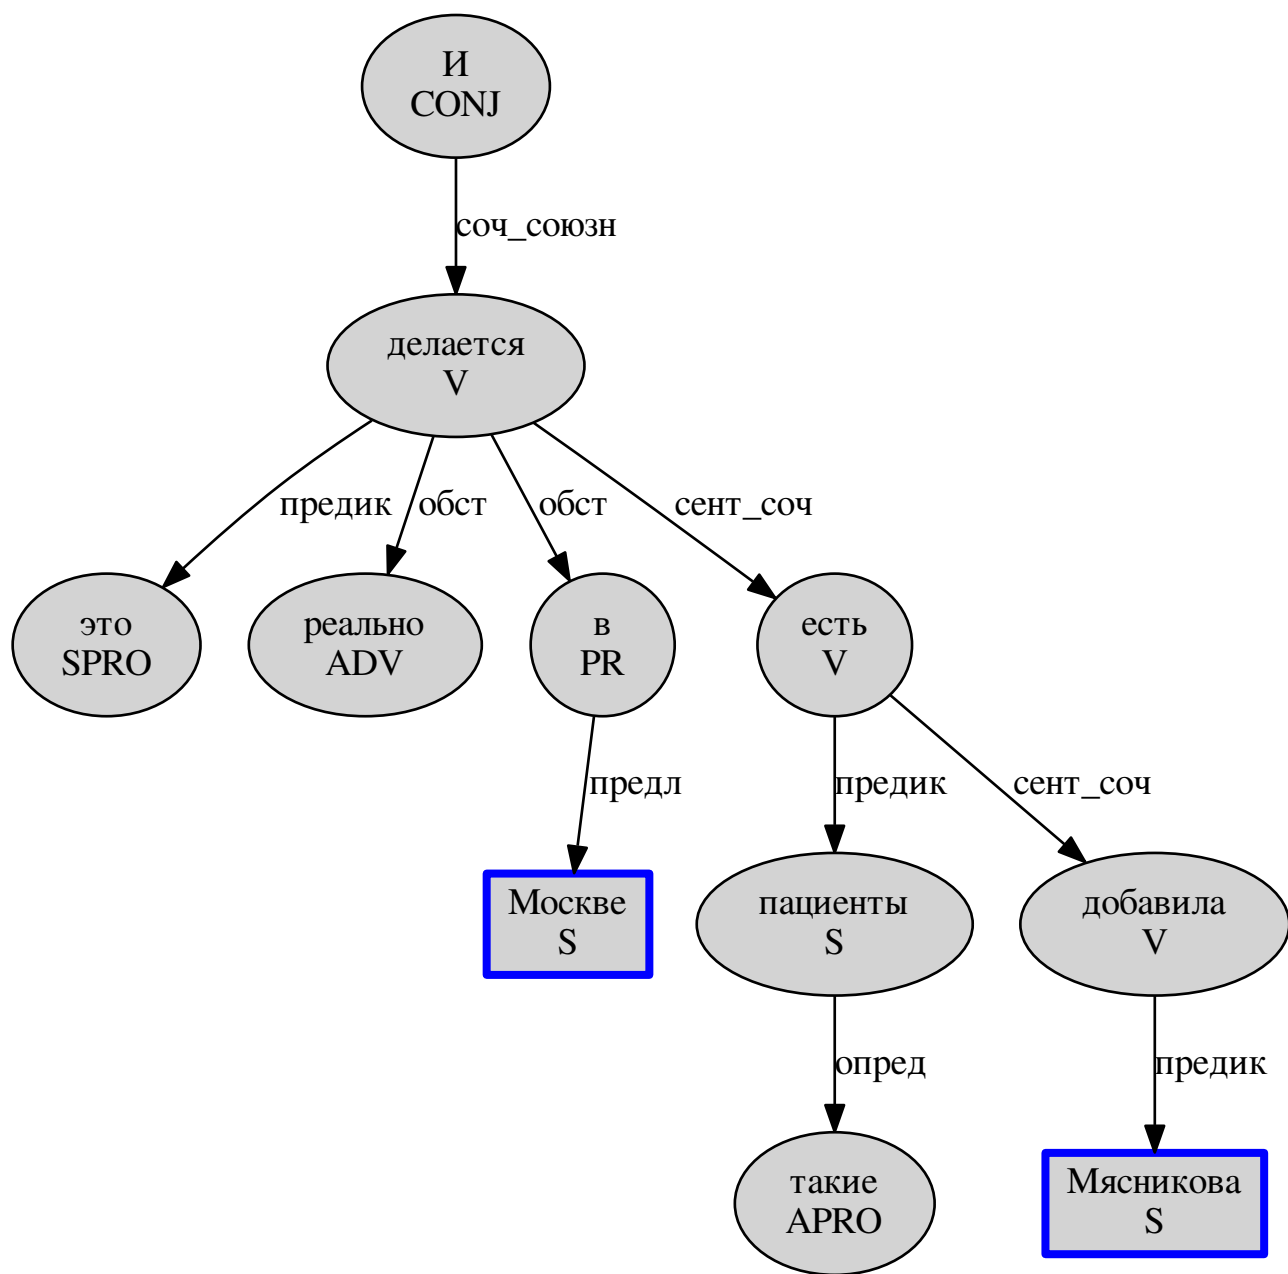 И
CONJ
соч_союзн
делается
V
предик
обст
обст
сент_соч
это
SPRO
реально
ADV
в
PR
есть
V
предл
предик
сент_соч
Москве
S
пациенты
S
добавила
V
опред
предик
такие
APRO
Мясникова
S